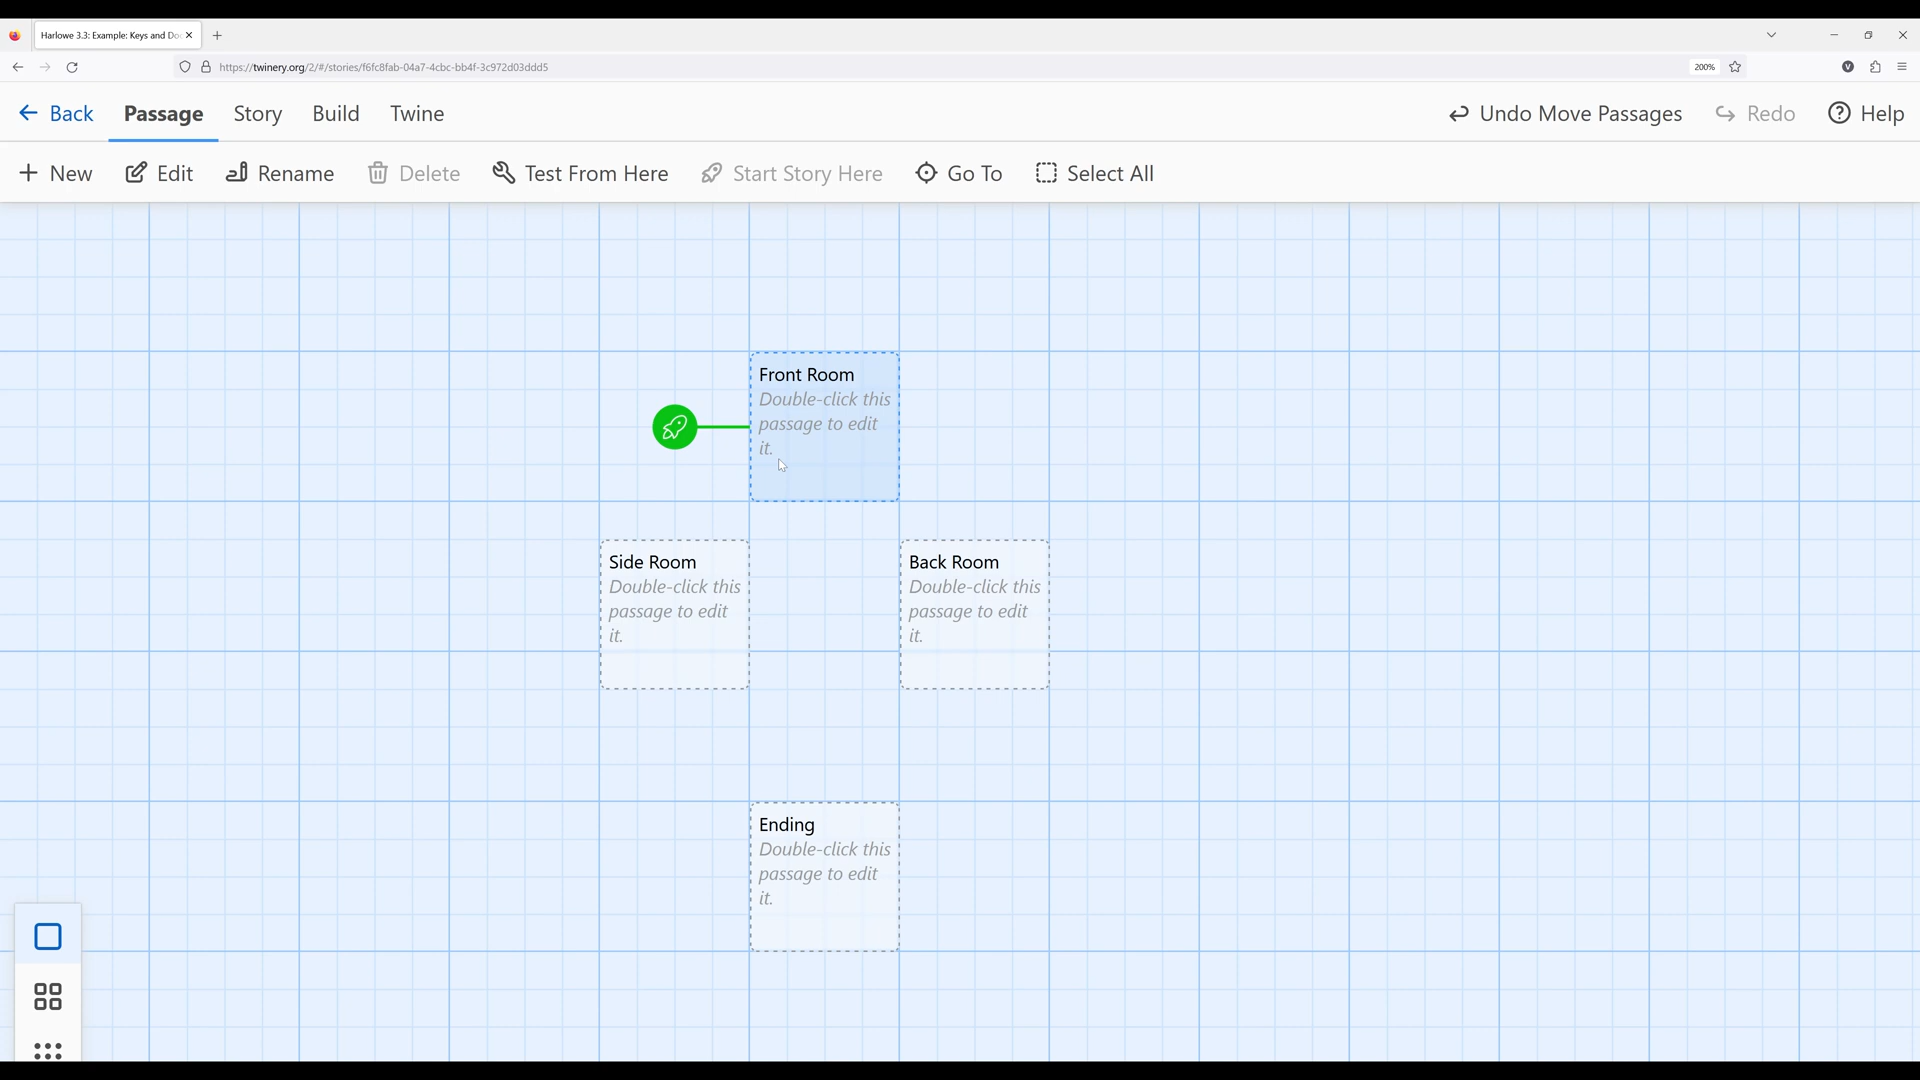 Harlowe 3.3: Example: Keys and Do
https://twinery.org/2/#/stories/f6fc8fab-04a7-4cbc-bb4f-3c972d03ddd5
200%
V
Back
Passage
Story
Build
Twine
Undo Move Passages
Redo
Help
New
Edit
Rename
Delete
Test From Here
Start Story Here
Go To
Select All
Front Room
Double-click this
passage to edit
it.
Side Room
Double-click this
passage to edit
it.
Back Room
Double-click this
passage to edit
it.
Ending
Double-click this
passage to edit
it.